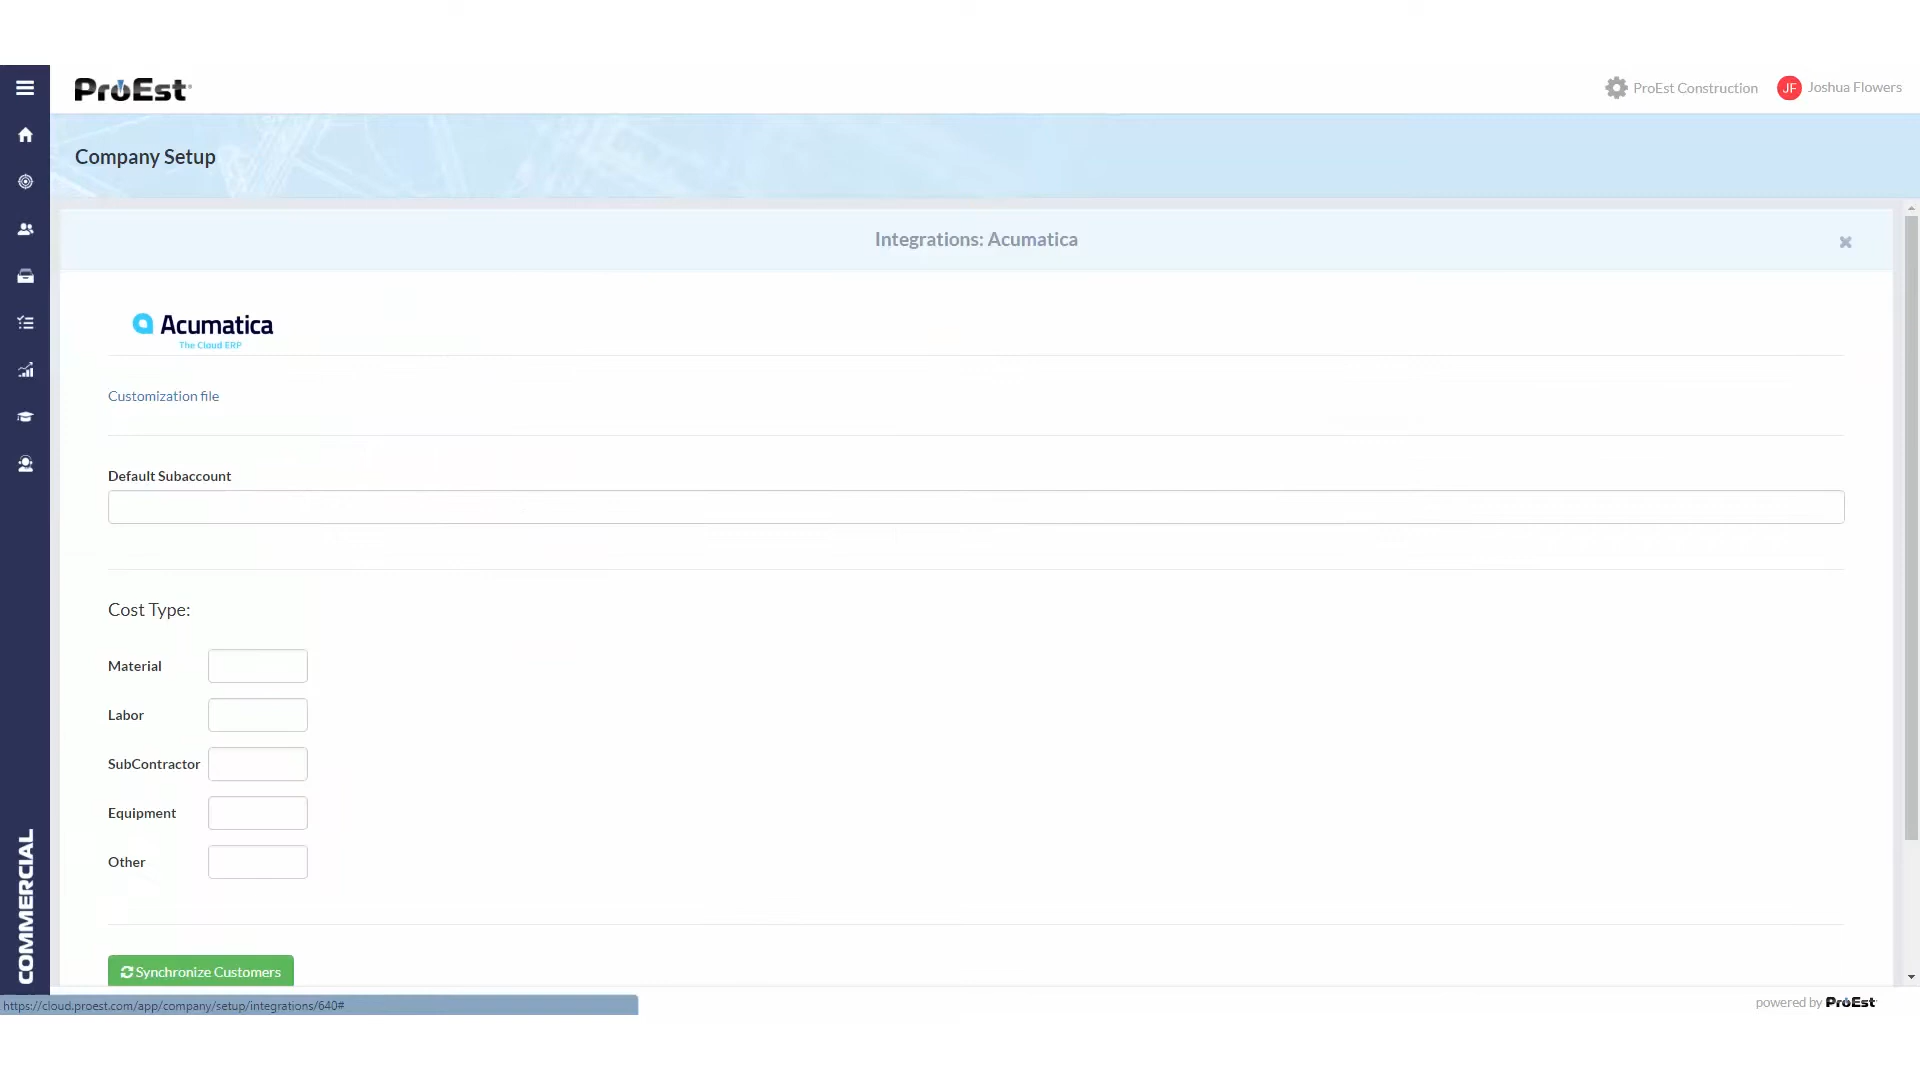 ProEst
ProEst Construction
JF
Joshua Flowers
Company Setup
Integrations: Acumatica
Acumatica
The Cloud ERP
Customization file
Default Subaccount
Cost Type:
Material
Labor
SubContractor
Equipment
Other
Synchronize Customers
COMMERCIAL
https://cloud.proest.com/app/company/setup/integrations/640#
powered by ProEst